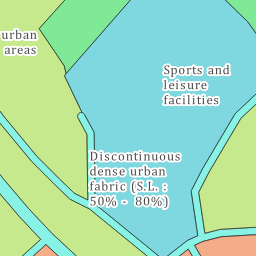 urban
areas
Sports and
leisure
facilities
Discontinuous
dense urban
fabric (S.L. :
50% - 80%)